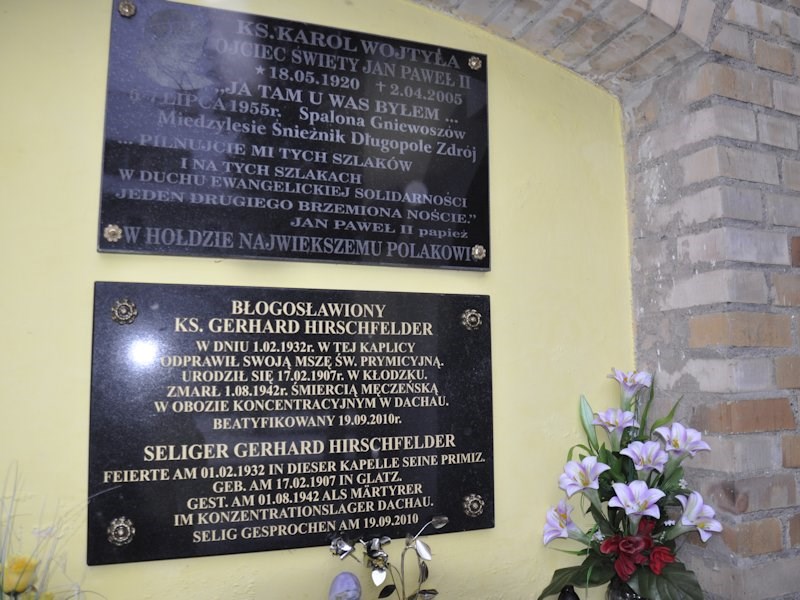 KS. KAROL WOJTYŁA
OJCIEC ŚWIĘTY JAN PAWEŁ II
★ 18.05.1920 † 2.04.2005
„JA TAM U WAS BYŁEM ...
LIPCA 1955r. Spalona Gniewoszów
Miedzylesie Śnieżnik Długopole Zdrój
... PILNUJCIE MI TYCH SZLAKÓW
I NA TYCH SZLAKACH
W DUCHU EWANGELICKIEJ SOLIDARNOŚCI
JEDEN DRUGIEGO BRZEMIONA NOŚCIE."
JAN PAWEŁ II papież
W HOŁDZIE NAJWIEKSZEMU POLAKOWI
BŁOGOSŁAWIONY
KS. GERHARD HIRSCHFELDER
W DNIU 1.02.1932r. W TEJ KAPLICY
ODPRAWIŁ SWOJĄ MSZĘ ŚW. PRYMICYJNĄ.
URODZIŁ SIĘ 17.02.1907r. W KŁODZKU.
ZMARŁ 1.08.1942r. ŚMIERCIĄ MĘCZEŃSKĄ
W OBOZIE KONCENTRACYJNYM W DACHAU.
BEATYFIKOWANY 19.09.2010r.
SELIGER GERHARD HIRSCHFELDER
FEIERTE AM 01.02.1932 IN DIESER KAPELLE SEINE PRIMIZ.
GEB. AM 17.02.1907 IN GLATZ.
GEST. AM 01.08.1942 ALS MÄRTYRER
IM KONZENTRATIONSLAGER DACHAU.
SELIG GESPROCHEN AM 19.09.2010